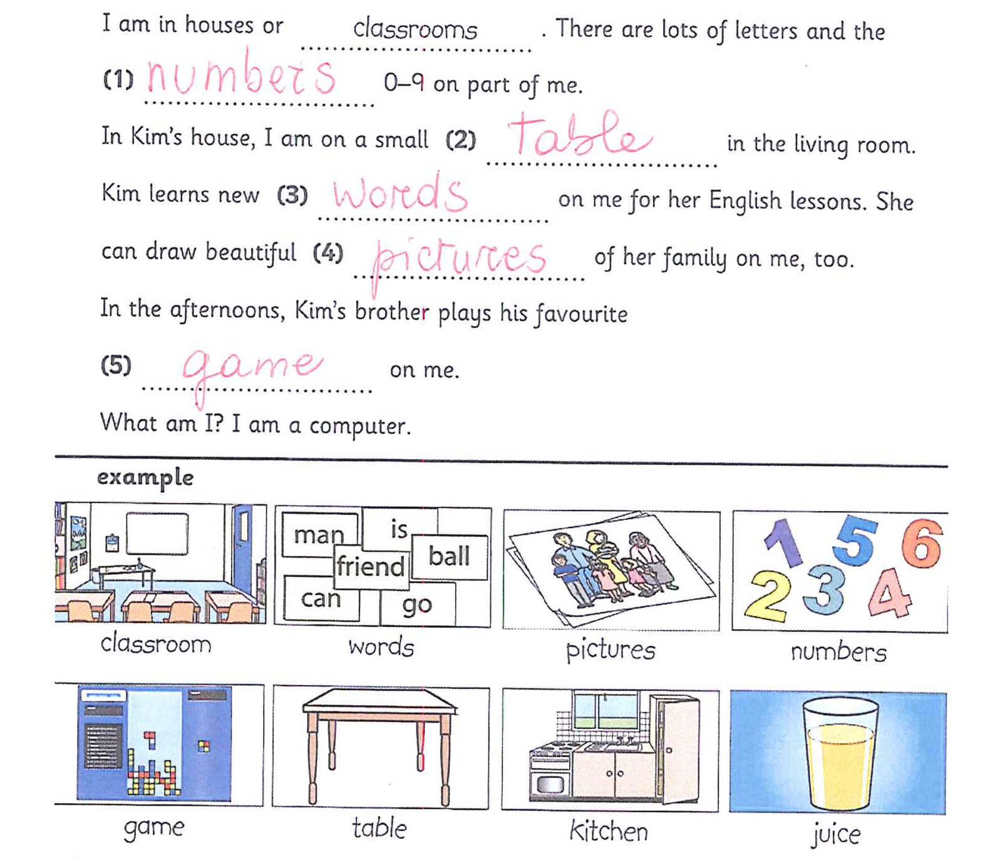 I am in houses or classrooms . There are lots of letters and the
(1) numbers 0–9 on part of me.
In Kim's house, I am on a small (2) table in the living room.
Kim learns new (3) words on me for her English lessons. She
can draw beautiful (4) pictures of her family on me, too.
In the afternoons, Kim's brother plays his favourite
(5) game on me.
What am I? I am a computer.
example
man is
friend ball
can go
1 5 6
2 3 4
classroom words pictures numbers
game table kitchen juice